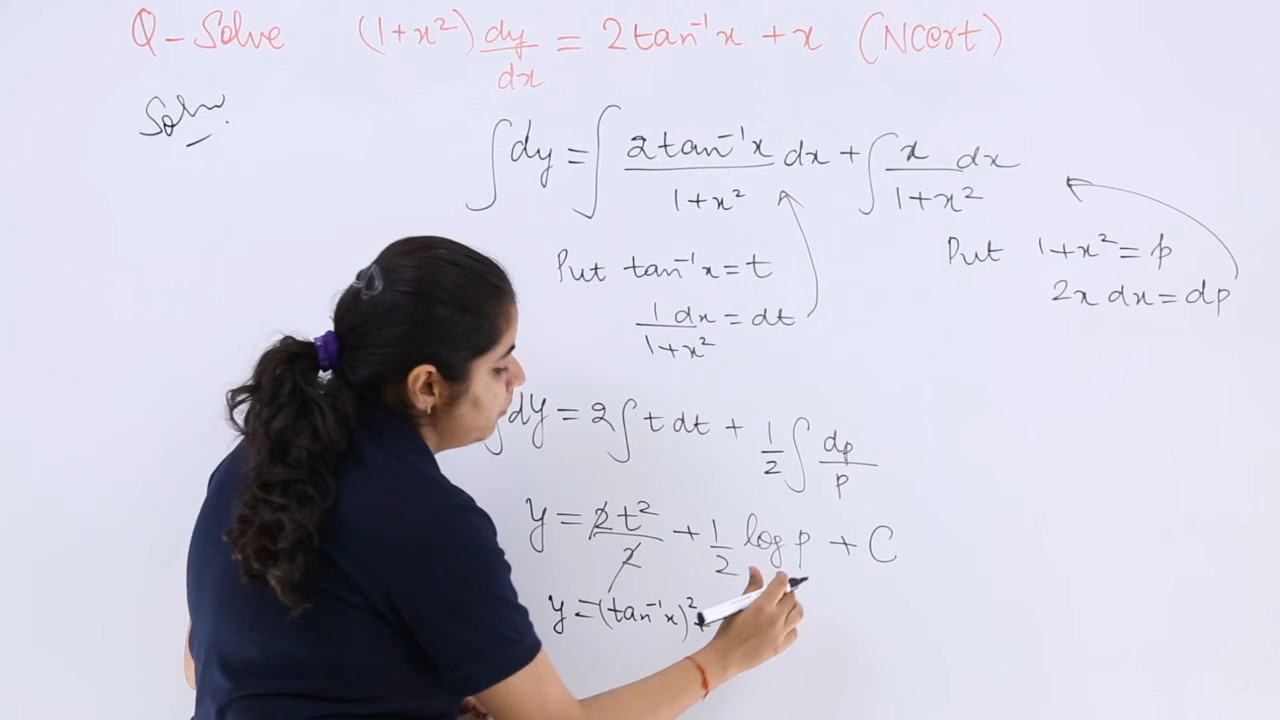 Q - Solve (1+x²) dy/dx = 2tan⁻¹x + x (NCert)
Soln.
∫dy = ∫ 2tan⁻¹x/1+x² dx + ∫ x/1+x² dx
Put tan⁻¹x = t
1/1+x² dx = dt
Put 1+x² = p
2x dx = dp
∫dy = 2∫t dt + 1/2 ∫ dp/p
y = 2t²/2 + 1/2 log p + C
y = (tan⁻¹x)² +